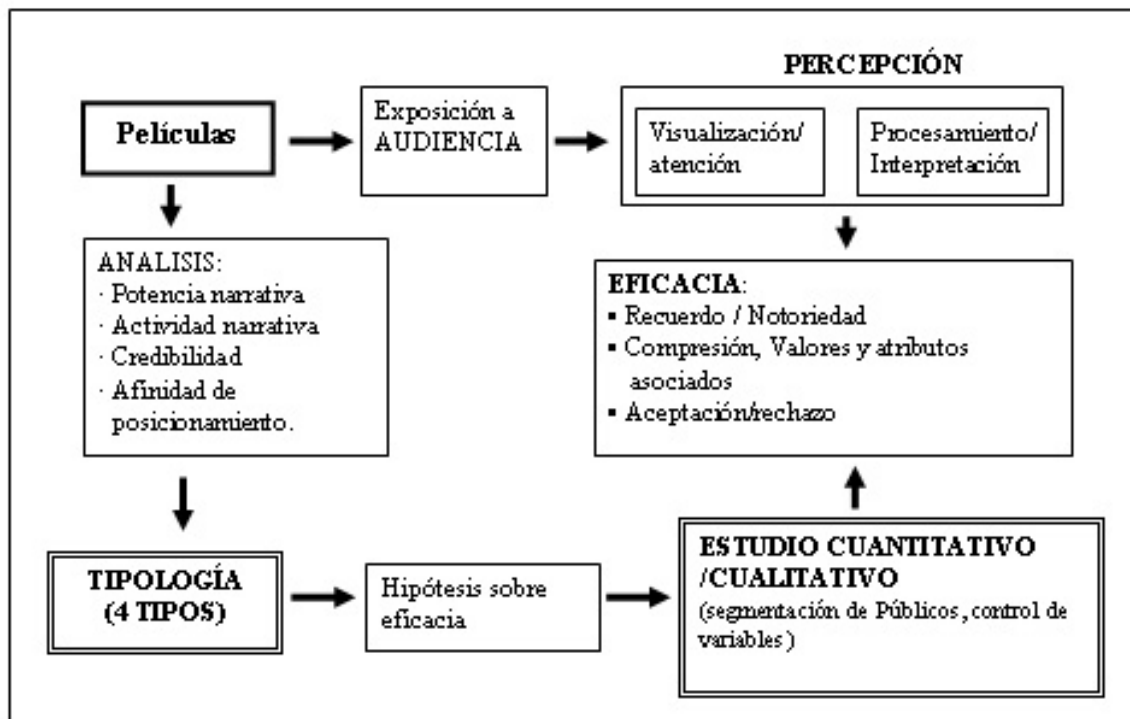 PERCEPCIÓN
Películas
Exposición a
AUDIENCIA
Visualización/
atención
Procesamiento/
Interpretación
ANALISIS:
· Potencia narrativa
· Actividad narrativa
· Credibilidad
· Afinidad de
posicionamiento.
EFICACIA:
▪ Recuerdo / Notoriedad
▪ Compresión, Valores y atributos
asociados
▪ Aceptación/rechazo
TIPOLOGÍA
(4 TIPOS)
Hipótesis sobre
eficacia
ESTUDIO CUANTITATIVO
/CUALITATIVO
(segmentación de Públicos, control de
variables)